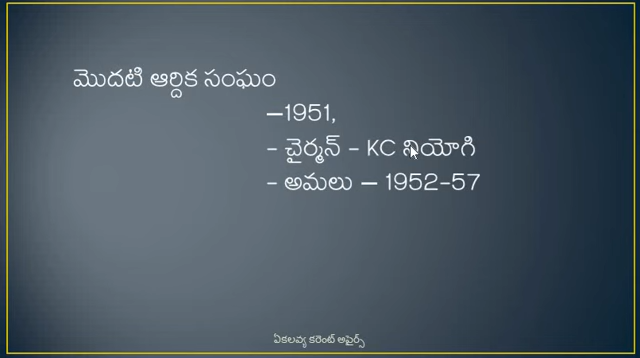 మొదటి ఆర్దిక సంఘం
–1951,
- చైర్మన్ - KC నియోగి
- అమలు – 1952-57
ఏకలవ్య కరెంట్ అఫైర్స్